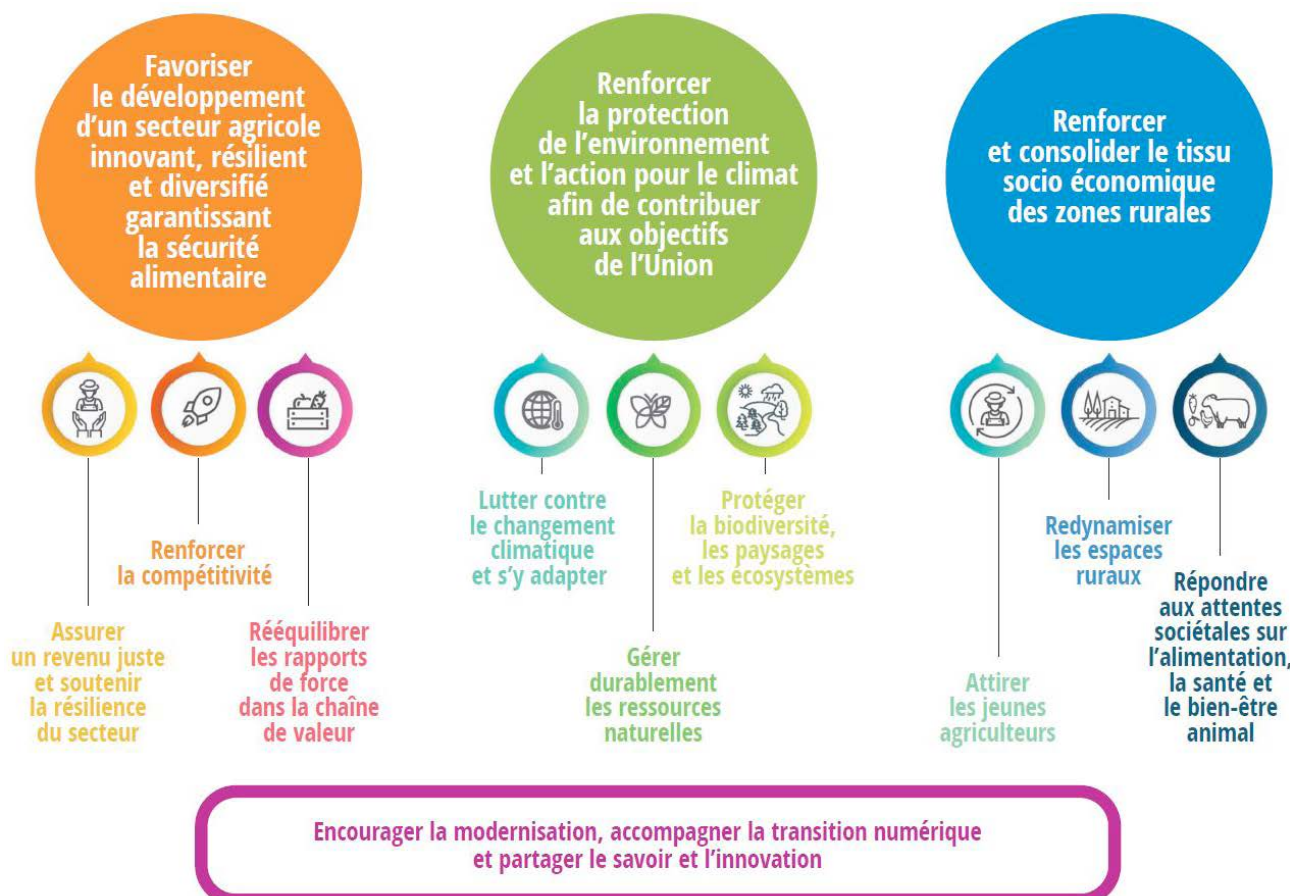 Favoriser
le développement
d'un secteur agricole
innovant, résilient
et diversifié
garantissant
la sécurité
alimentaire
Renforcer
la protection
de l'environnement
et l'action pour le climat
afin de contribuer
aux objectifs
de l'Union
Renforcer
et consolider le tissu
socio économique
des zones rurales
Assurer
un revenu juste
et soutenir
la résilience
du secteur
Renforcer
la compétitivité
Rééquilibrer
les rapports
de force
dans la chaîne
de valeur
Lutter contre
le changement
climatique
et s'y adapter
Gérer
durablement
les ressources
naturelles
Protéger
la biodiversité,
les paysages
et les écosystèmes
Attirer
les jeunes
agriculteurs
Redynamiser
les espaces
ruraux
Répondre
aux attentes
sociétales sur
l'alimentation,
la santé et
le bien-être
animal
Encourager la modernisation, accompagner la transition numérique
et partager le savoir et l'innovation